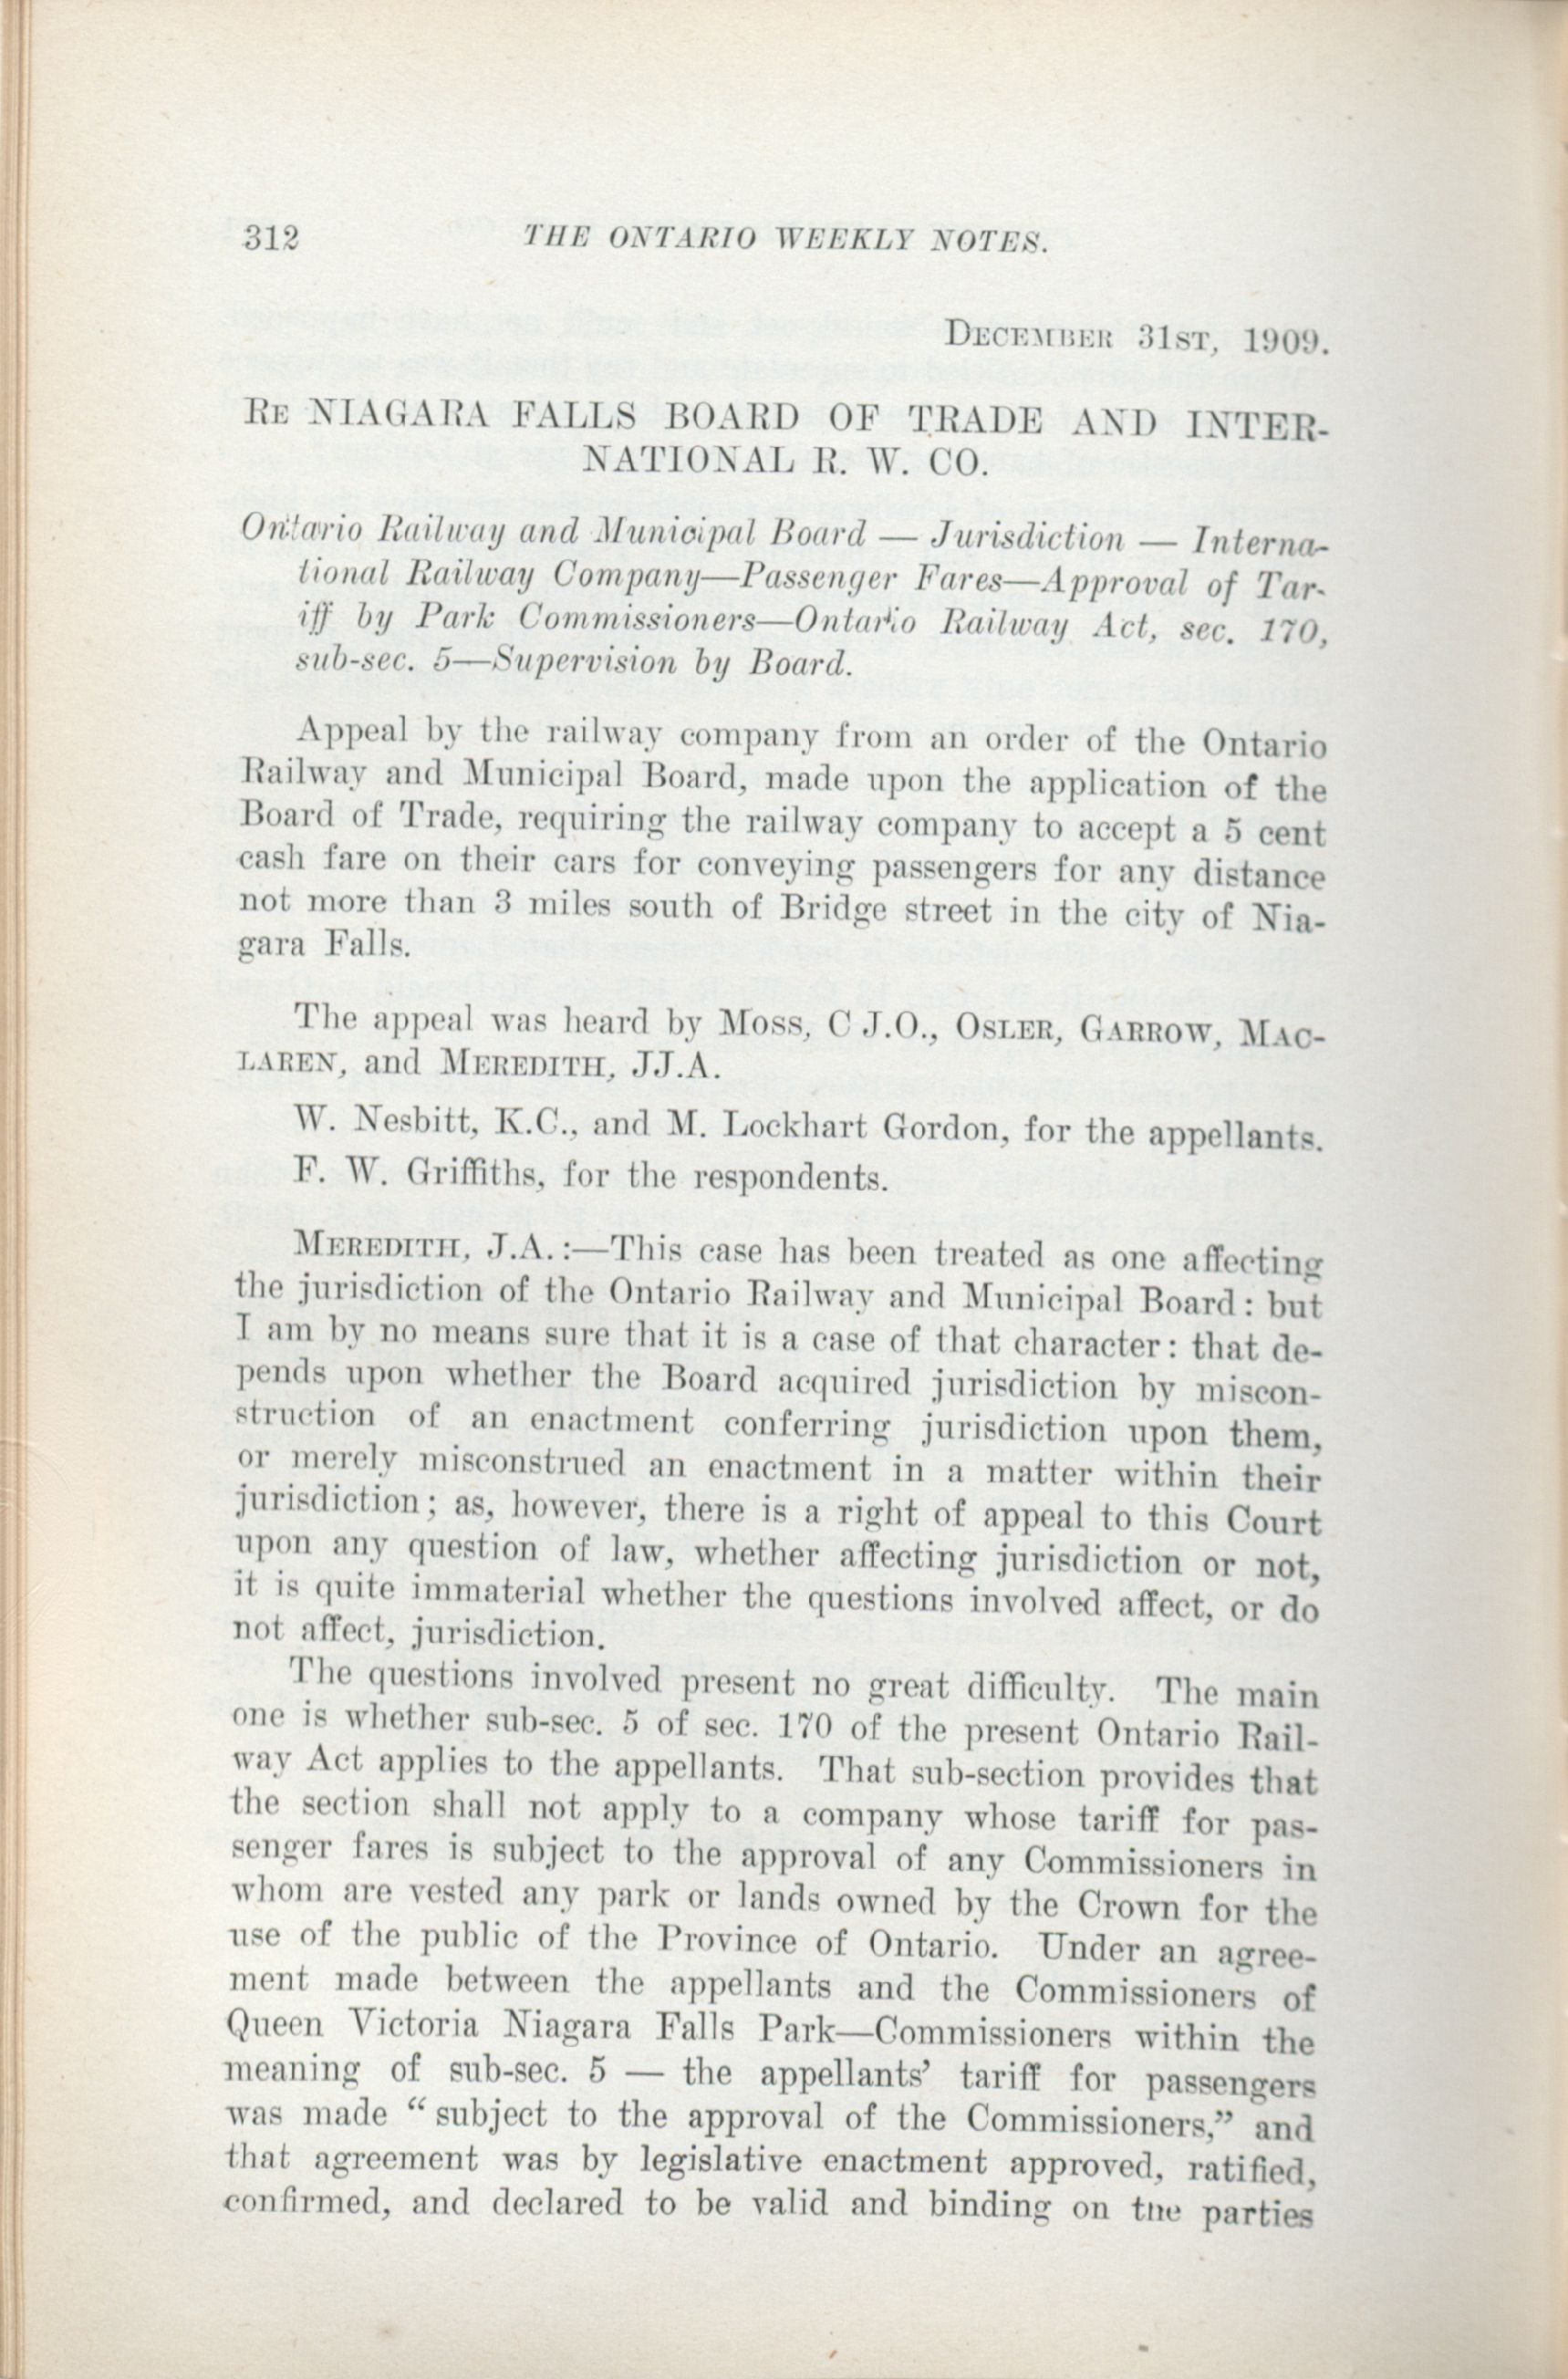 312 THE ONTARIO WEEKLY NOTES.
DECEMBER 31ST, 1909.
RE NIAGARA FALLS BOARD OF TRADE AND INTER-
NATIONAL R. W. CO.
Ontario Railway and Municipal Board — Jurisdiction — Interna-
tional Railway Company—Passenger Fares—Approval of Tar-
iff by Park Commissioners—Ontario Railway Act, sec. 170,
sub-sec. 5—Supervision by Board.
Appeal by the railway company from an order of the Ontario
Railway and Municipal Board, made upon the application of the
Board of Trade, requiring the railway company to accept a 5 cent
cash fare on their cars for conveying passengers for any distance
not more than 3 miles south of Bridge street in the city of Nia-
gara Falls.
The appeal was heard by MOSS, C J.O., OSLER, GARROW, MAC-
LAREN, and MEREDITH, JJ.A.
W. Nesbitt, K.C., and M. Lockhart Gordon, for the appellants.
F. W. Griffiths, for the respondents.
MEREDITH, J.A.:—This case has been treated as one affecting
the jurisdiction of the Ontario Railway and Municipal Board: but
I am by no means sure that it is a case of that character: that de-
pends upon whether the Board acquired jurisdiction by miscon-
struction of an enactment conferring jurisdiction upon them,
or merely misconstrued an enactment in a matter within their
jurisdiction; as, however, there is a right of appeal to this Court
upon any question of law, whether affecting jurisdiction or not,
it is quite immaterial whether the questions involved affect, or do
not affect, jurisdiction.
The questions involved present no great difficulty. The main
one is whether sub-sec. 5 of sec. 170 of the present Ontario Rail-
way Act applies to the appellants. That sub-section provides that
the section shall not apply to a company whose tariff for pas-
senger fares is subject to the approval of any Commissioners in
whom are vested any park or lands owned by the Crown for the
use of the public of the Province of Ontario. Under an agree-
ment made between the appellants and the Commissioners of
Queen Victoria Niagara Falls Park—Commissioners within the
meaning of sub-sec. 5 — the appellants' tariff for passengers
was made "subject to the approval of the Commissioners," and
that agreement was by legislative enactment approved, ratified,
confirmed, and declared to be valid and binding on the parties